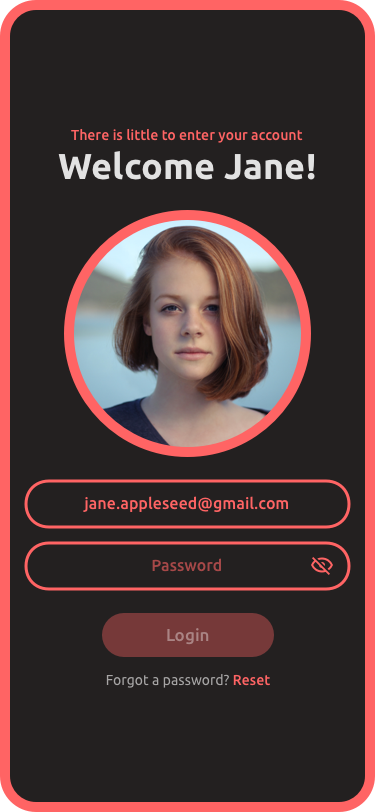 There is little to enter your account
Welcome Jane!
jane.appleseed@gmail.com
Password
Login
Forgot a password? Reset